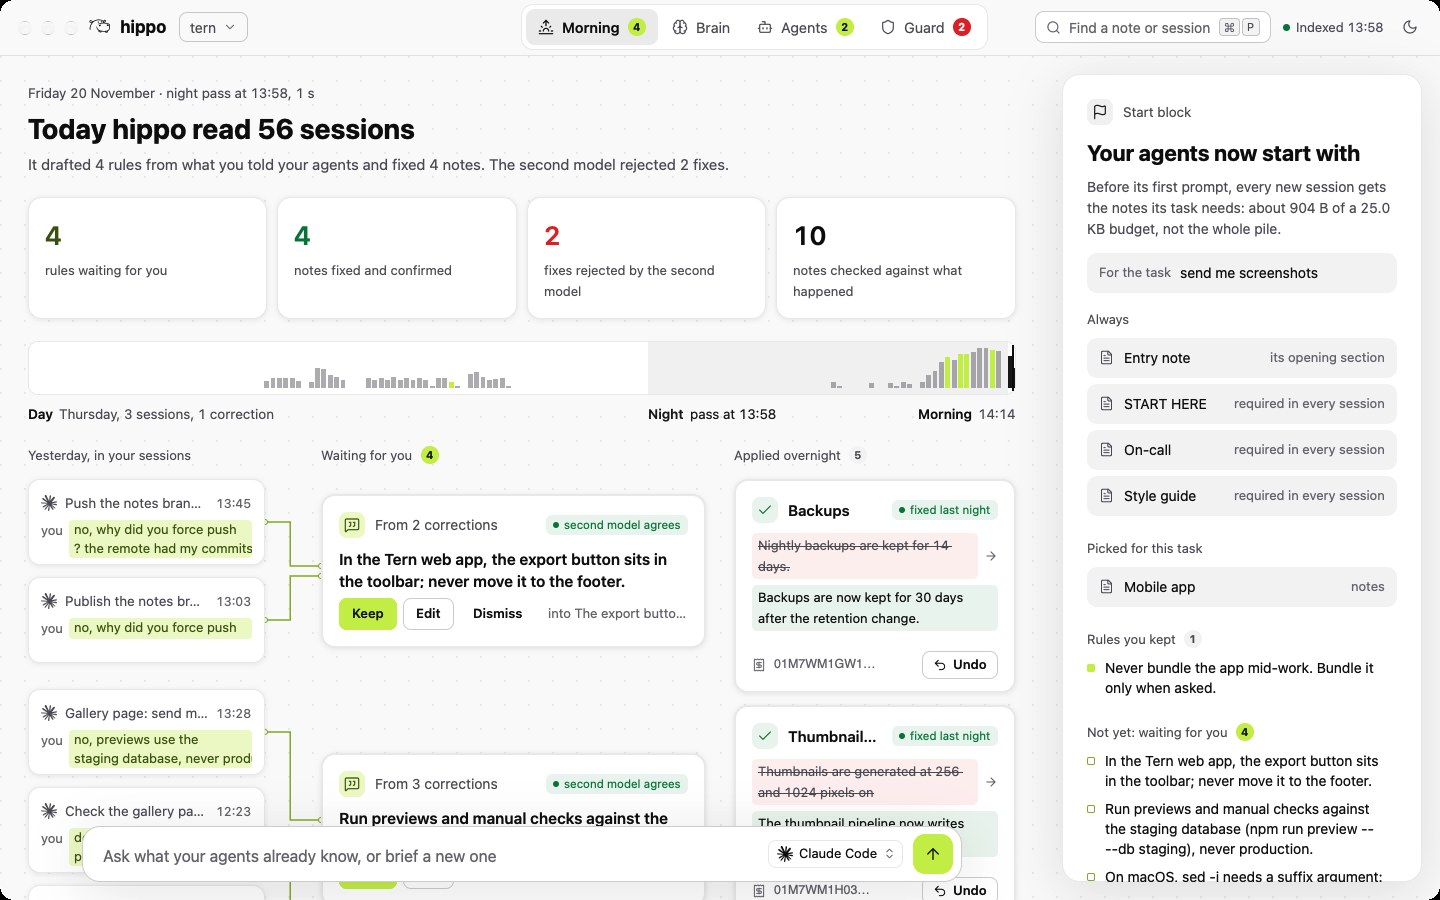 hippo
tern
Morning 4
Brain
Agents 2
Guard 2
Find a note or session ⌘ P
Indexed 13:58
Friday 20 November · night pass at 13:58, 1 s
Today hippo read 56 sessions
It drafted 4 rules from what you told your agents and fixed 4 notes. The second model rejected 2 fixes.
4
rules waiting for you
4
notes fixed and confirmed
2
fixes rejected by the second
model
10
notes checked against what
happened
Day Thursday, 3 sessions, 1 correction
Night pass at 13:58
Morning 14:14
Yesterday, in your sessions
Push the notes bran... 13:45
you no, why did you force push
? the remote had my commits
Publish the notes br... 13:03
you no, why did you force push
Gallery page: send m... 13:28
you no, previews use the
staging database, never prod
Check the gallery pa... 12:23
you
Waiting for you 4
From 2 corrections
second model agrees
In the Tern web app, the export button sits in
the toolbar; never move it to the footer.
Keep
Edit
Dismiss
into The export butto...
From 3 corrections
second model agrees
Run previews and manual checks against the
Applied overnight 5
Backups
fixed last night
Nightly backups are kept for 14
days.
Backups are now kept for 30 days
after the retention change.
01M7WM1GW1...
Undo
Thumbnail...
fixed last night
Thumbnails are generated at 256
and 1024 pixels on
The thumbnail pipeline now writes
01M7WM1H03...
Undo
Ask what your agents already know, or brief a new one
Claude Code
Start block
Your agents now start with
Before its first prompt, every new session gets
the notes its task needs: about 904 B of a 25.0
KB budget, not the whole pile.
For the task send me screenshots
Always
Entry note its opening section
START HERE required in every session
On-call required in every session
Style guide required in every session
Picked for this task
Mobile app notes
Rules you kept 1
Never bundle the app mid-work. Bundle it
only when asked.
Not yet: waiting for you 4
In the Tern web app, the export button sits
in the toolbar; never move it to the footer.
Run previews and manual checks against
the staging database (npm run preview --
--db staging), never production.
On macOS, sed -i needs a suffix argument;